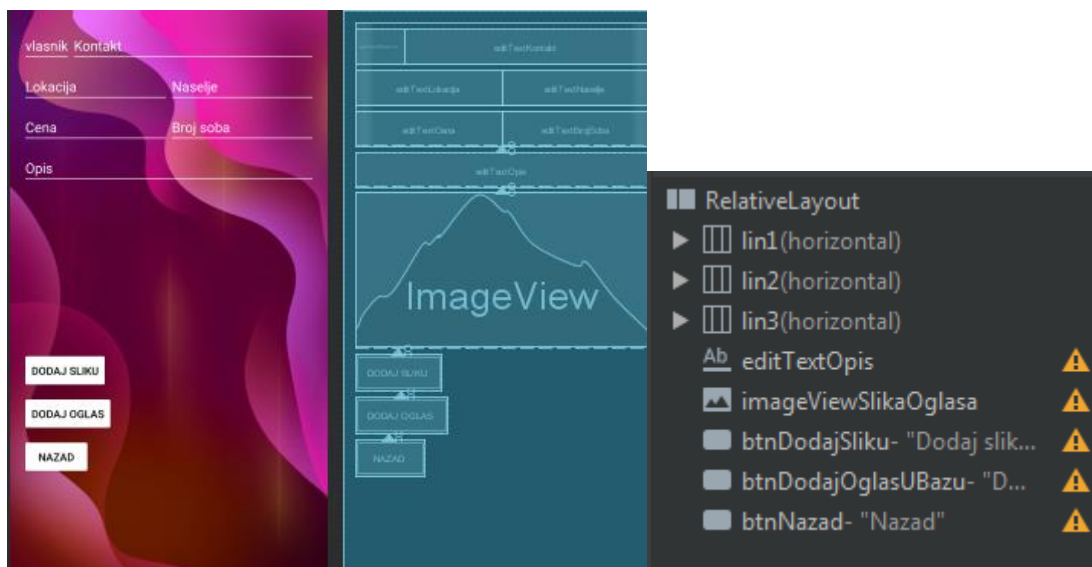 vlasnik Kontakt
Lokacija Naselje
Cena Broj soba
Opis
DODAJ SLIKU
DODAJ OGLAS
NAZAD
editTextKontakt
editTextLokacija editTextNaselje
editTextCena editTextBrojSoba
editTextOpis
ImageView
DODAJ SLIKU
DODAJ OGLAS
NAZAD
RelativeLayout
lin1(horizontal)
lin2(horizontal)
lin3(horizontal)
Ab editTextOpis
imageViewSlikaOglasa
btnDodajSliku- "Dodaj slik...
btnDodajOglasUBazu- "D...
btnNazad- "Nazad"